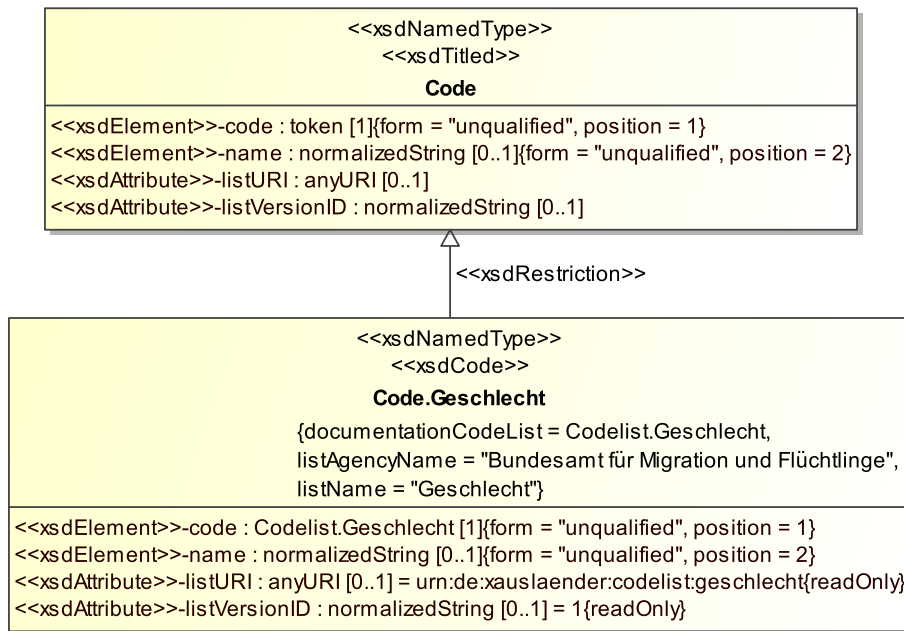 <<xsdNamedType>>
<<xsdTitled>>
Code
<<xsdElement>>-code : token [1]{form = "unqualified", position = 1}
<<xsdElement>>-name : normalizedString [0..1]{form = "unqualified", position = 2}
<<xsdAttribute>>-listURI : anyURI [0..1]
<<xsdAttribute>>-listVersionID : normalizedString [0..1]
<<xsdRestriction>>
<<xsdNamedType>>
<<xsdCode>>
Code.Geschlecht
{documentationCodeList = Codelist.Geschlecht,
listAgencyName = "Bundesamt für Migration und Flüchtlinge",
listName = "Geschlecht"}
<<xsdElement>>-code : Codelist.Geschlecht [1]{form = "unqualified", position = 1}
<<xsdElement>>-name : normalizedString [0..1]{form = "unqualified", position = 2}
<<xsdAttribute>>-listURI : anyURI [0..1] = urn:de:xauslaender:codelist:geschlecht{readOnly}
<<xsdAttribute>>-listVersionID : normalizedString [0..1] = 1{readOnly}